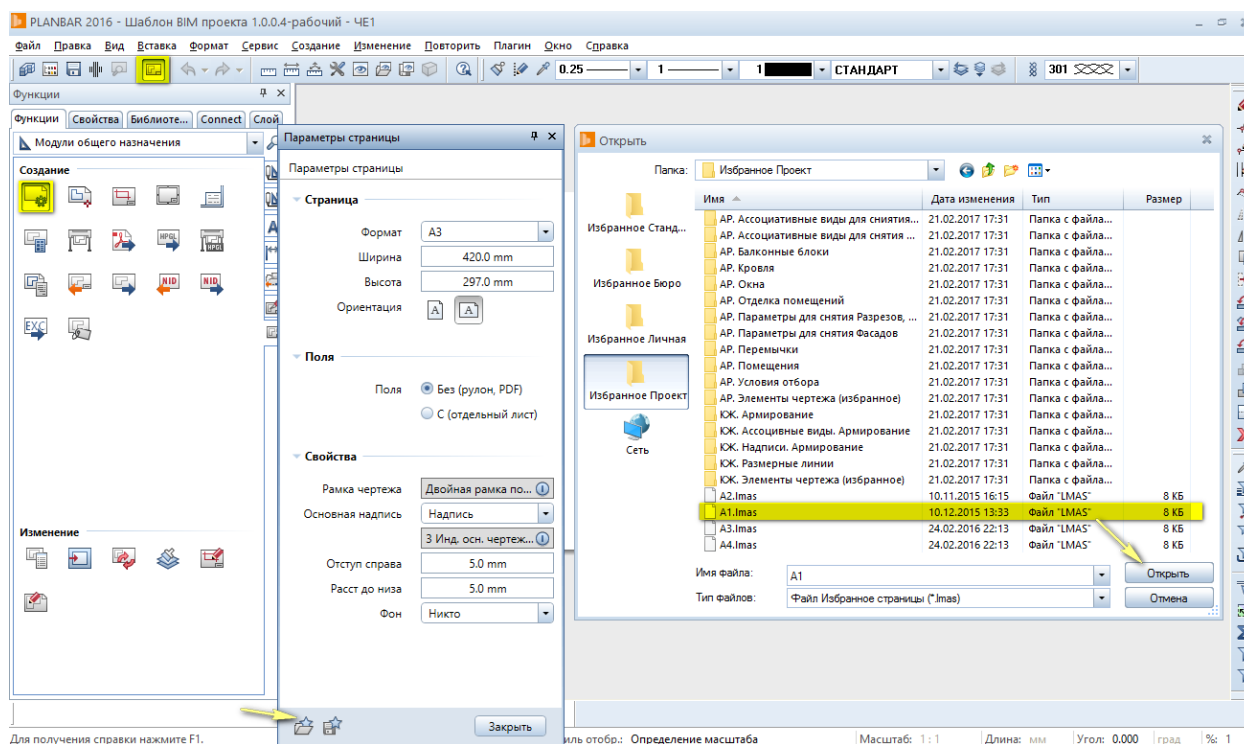 PLANBAR 2016 - Шаблон BIM проекта 1.0.0.4-рабочий - ЧЕ1
Файл Правка Вид Вставка Формат Сервис Создание Изменение Повторить Плагин Окно Справка
0.25 1 1 СТАНДАРТ 301
Функции
Функции Свойства Библиоте... Connect Слои
Модули общего назначения
Создание
HPGL
HPGL
NID NID
EXC
Изменение
Параметры страницы
Параметры страницы
Страница
Формат A3
Ширина 420.0 mm
Высота 297.0 mm
Ориентация A A
Поля
Поля Без (рулон, PDF)
С (отдельный лист)
Свойства
Рамка чертежа Двойная рамка по...
Основная надпись Надпись
3 Инд. осн. чертеж...
Отступ справа 5.0 mm
Расст до низа 5.0 mm
Фон Никто
Закрыть
Открыть
Папка: Избранное Проект
Избранное Станд...
Избранное Бюро
Избранное Личная
Избранное Проект
Сеть
Имя Дата изменения Тип Размер
АР. Ассоциативные виды для сниятия... 21.02.2017 17:31 Папка с файла...
АР. Ассоциативные виды для снятия ... 21.02.2017 17:31 Папка с файла...
АР. Балконные блоки 21.02.2017 17:31 Папка с файла...
АР. Кровля 21.02.2017 17:31 Папка с файла...
АР. Окна 21.02.2017 17:31 Папка с файла...
АР. Отделка помещений 21.02.2017 17:31 Папка с файла...
АР. Параметры для снятия Разрезов, ... 21.02.2017 17:31 Папка с файла...
АР. Параметры для снятия Фасадов 21.02.2017 17:31 Папка с файла...
АР. Перемычки 21.02.2017 17:31 Папка с файла...
АР. Помещения 21.02.2017 17:31 Папка с файла...
АР. Условия отбора 21.02.2017 17:31 Папка с файла...
АР. Элементы чертежа (избранное) 21.02.2017 17:31 Папка с файла...
КЖ. Армирование 21.02.2017 17:31 Папка с файла...
КЖ. Ассоцивные виды. Армирование 21.02.2017 17:31 Папка с файла...
КЖ. Надписи. Армирование 21.02.2017 17:31 Папка с файла...
КЖ. Размерные линии 21.02.2017 17:31 Папка с файла...
КЖ. Элементы чертежа (избранное) 21.02.2017 17:31 Папка с файла...
A2.lmas 10.11.2015 16:15 Файл "LMAS" 8 КБ
A1.lmas 10.12.2015 13:33 Файл "LMAS" 8 КБ
A3.lmas 24.02.2016 22:13 Файл "LMAS" 8 КБ
A4.lmas 24.02.2016 22:13 Файл "LMAS" 8 КБ
Имя файла: A1 Открыть
Тип файлов: Файл Избранное страницы (*.lmas) Отмена
Для получения справки нажмите F1. иль отобр.: Определение масштаба Масштаб: 1 : 1 Длина: мм Угол: 0.000 град %: 1